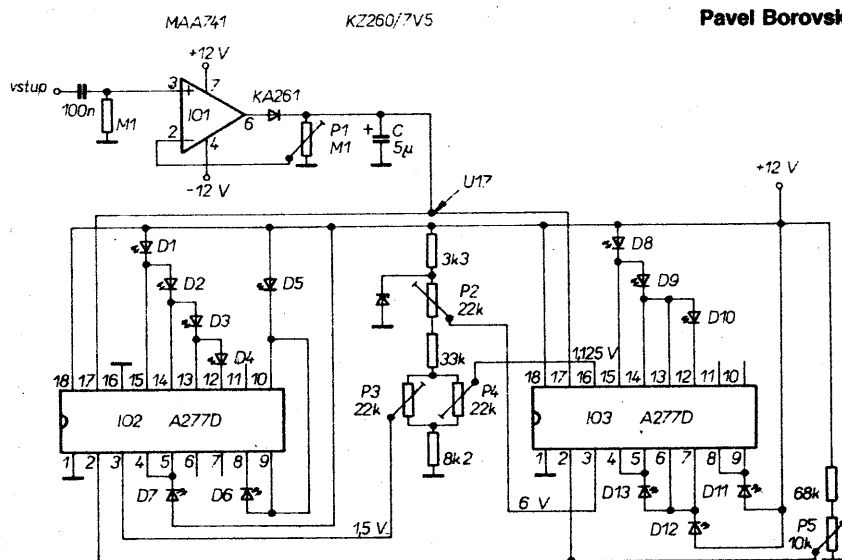 MAA741
KZ260/7V5
Pavel Borovsk
+12 V
vstup
100n
M1
3
+
7
IO1
2
−
4
6
KA261
P1
M1
+
C
5µ
-12 V
U17
+12 V
D1
D2
D3
D4
D5
3k3
P2
22k
33k
P3
22k
P4
22k
8k2
D8
D9
D10
1,125 V
18 17 16 15 14 13 12 11 10
IO2 A277D
1 2 3 4 5 6 7 8 9
D7
D6
1,5 V
18 17 16 15 14 13 12 11 10
IO3 A277D
1 2 3 4 5 6 7 8 9
D13
D11
D12
6 V
68k
P5
10k